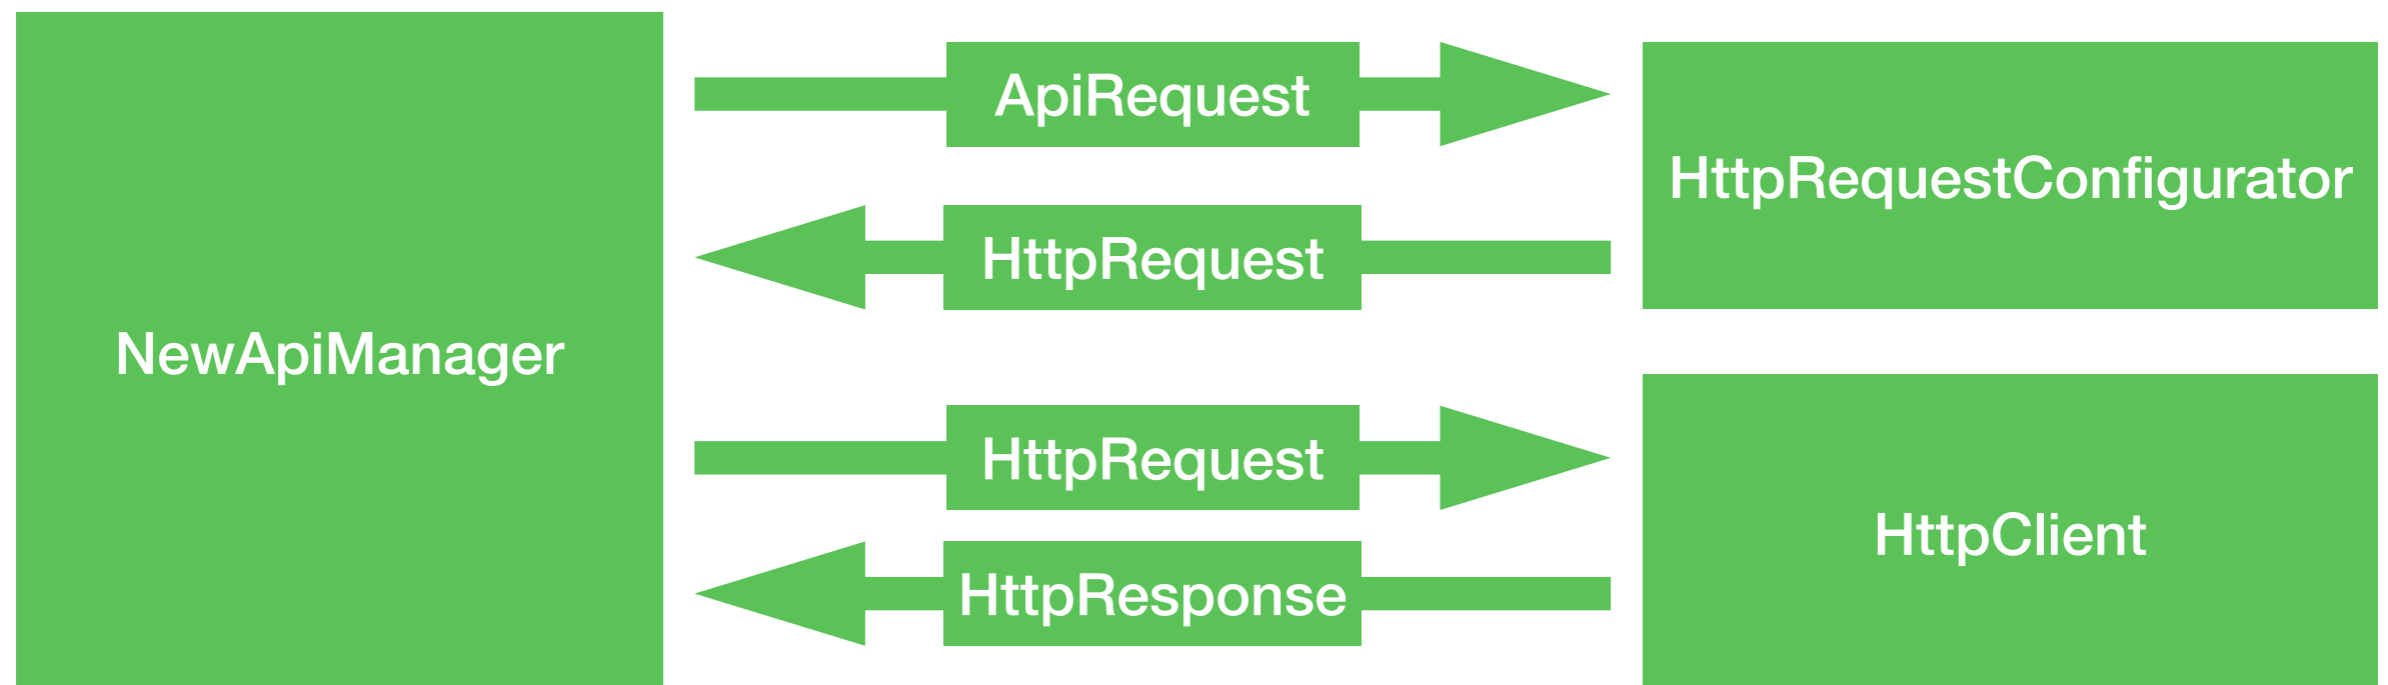 ApiRequest
HttpRequestConfigurator
HttpRequest
NewApiManager
HttpRequest
HttpClient
HttpResponse